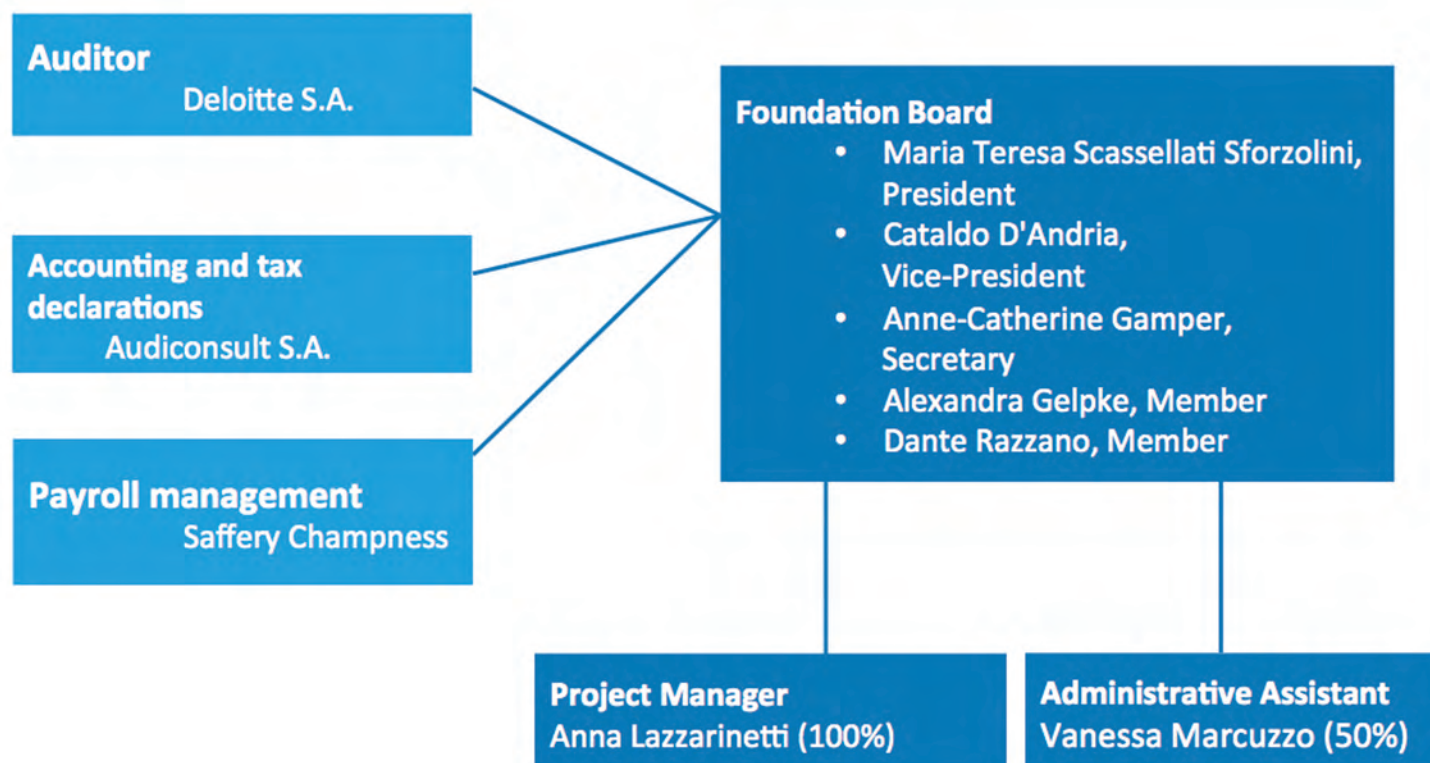 Auditor
Deloitte S.A.
Accounting and tax
declarations
Audiconsult S.A.
Payroll management
Saffery Champness
Foundation Board
• Maria Teresa Scassellati Sforzolini,
President
• Cataldo D'Andria,
Vice-President
• Anne-Catherine Gamper,
Secretary
• Alexandra Gelpke, Member
• Dante Razzano, Member
Project Manager
Anna Lazzarinetti (100%)
Administrative Assistant
Vanessa Marcuzzo (50%)